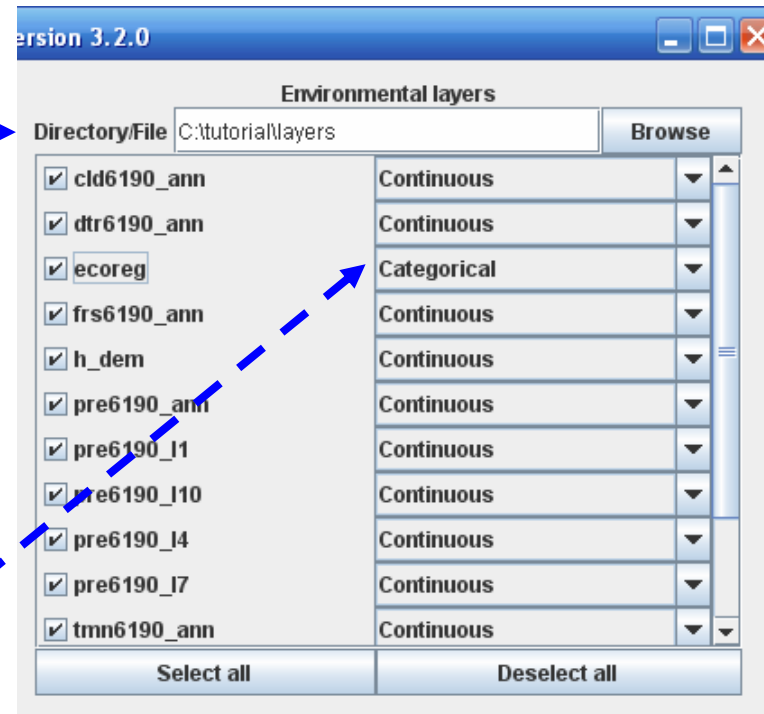 ersion 3.2.0
Environmental layers
Directory/File C:\tutorial\layers Browse
cld6190_ann Continuous
dtr6190_ann Continuous
ecoreg Categorical
frs6190_ann Continuous
h_dem Continuous
pre6190_ann Continuous
pre6190_l1 Continuous
pre6190_l10 Continuous
pre6190_l4 Continuous
pre6190_l7 Continuous
tmn6190_ann Continuous
Select all Deselect all